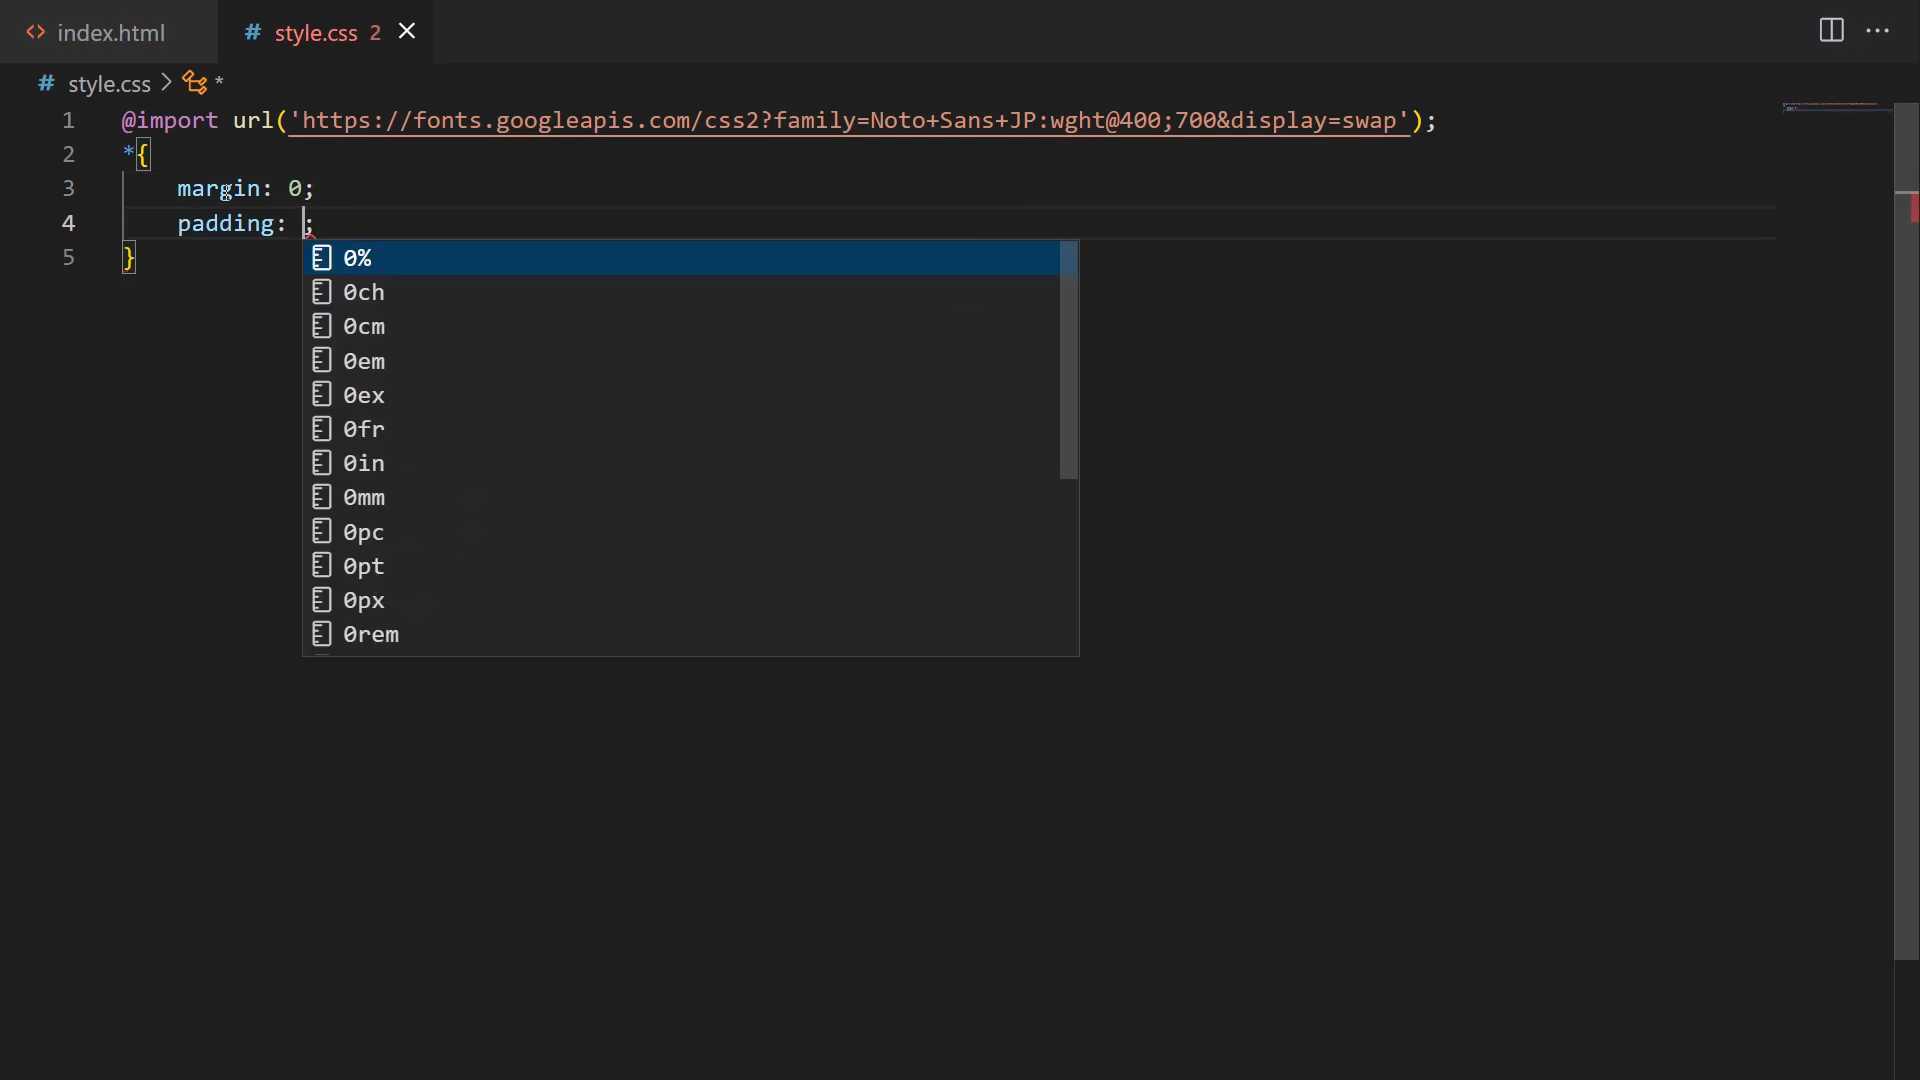 index.html
style.css 2
style.css > *
1 @import url('https://fonts.googleapis.com/css2?family=Noto+Sans+JP:wght@400;700&display=swap');
2 *{
3 margin: 0;
4 padding: ;
5 }
0%
0ch
0cm
0em
0ex
0fr
0in
0mm
0pc
0pt
0px
0rem